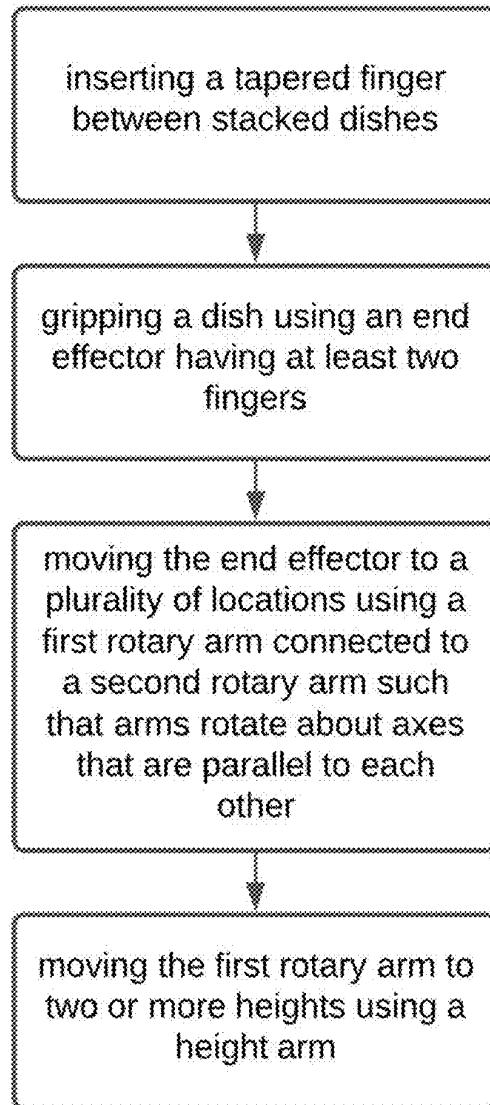 inserting a tapered finger
between stacked dishes
gripping a dish using an end
effector having at least two
fingers
moving the end effector to a
plurality of locations using a
first rotary arm connected to
a second rotary arm such
that arms rotate about axes
that are parallel to each
other
moving the first rotary arm to
two or more heights using a
height arm